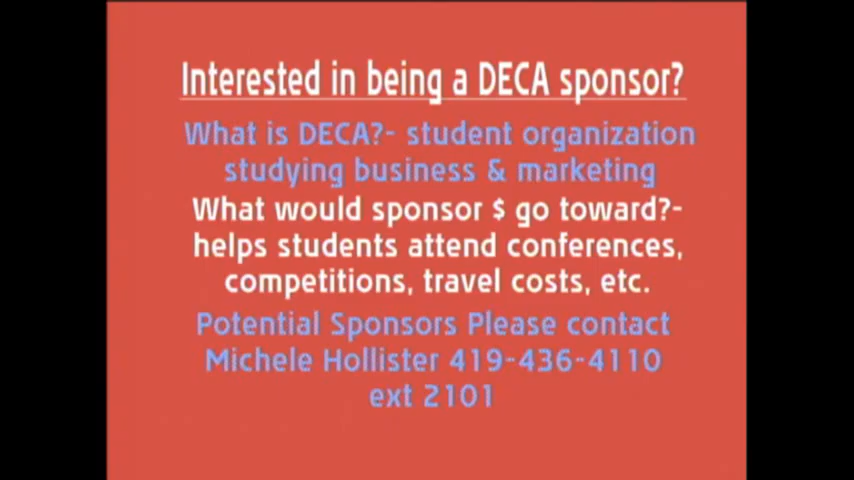 Interested in being a DECA sponsor?
What is DECA?- student organization
studying business & marketing
What would sponsor $ go toward?-
helps students attend conferences,
competitions, travel costs, etc.
Potential Sponsors Please contact
Michele Hollister 419-436-4110
ext 2101